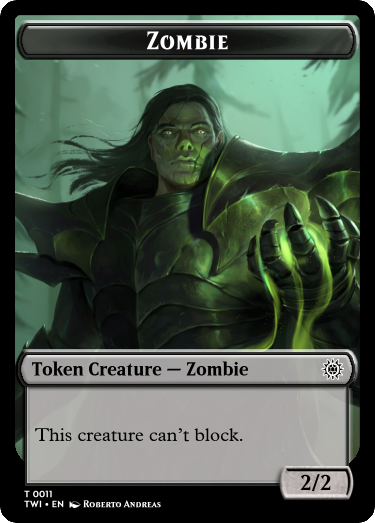 Zombie
Token Creature — Zombie
This creature can't block.
2/2
T 0011
TWI • EN Roberto Andreas